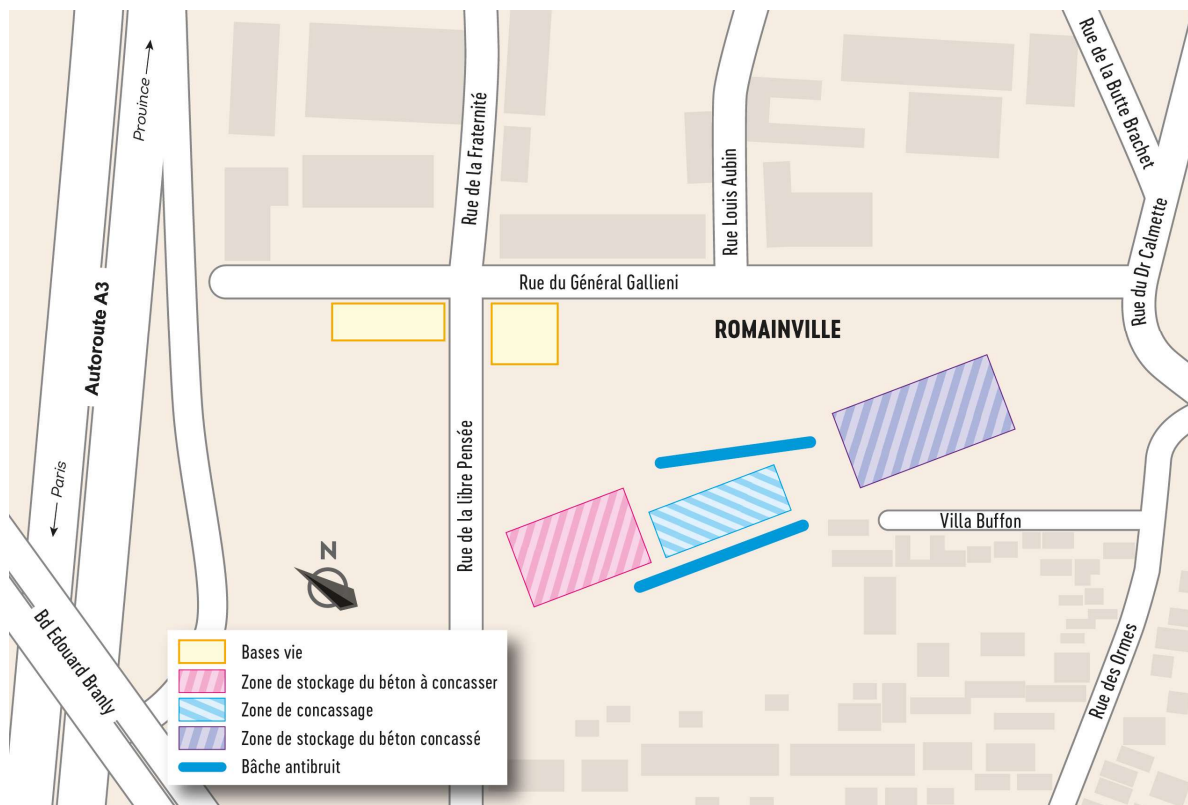 Province
Autoroute A3
Paris
Bd Edouard Branly
Rue de la Fraternité
Rue Louis Aubin
Rue de la Butte Brachet
Rue du Dr Calmette
Rue du Général Gallieni
ROMAINVILLE
Rue de la libre Pensée
Villa Buffon
Rue des Ormes
N
Bases vie
Zone de stockage du béton à concasser
Zone de concassage
Zone de stockage du béton concassé
Bâche antibruit